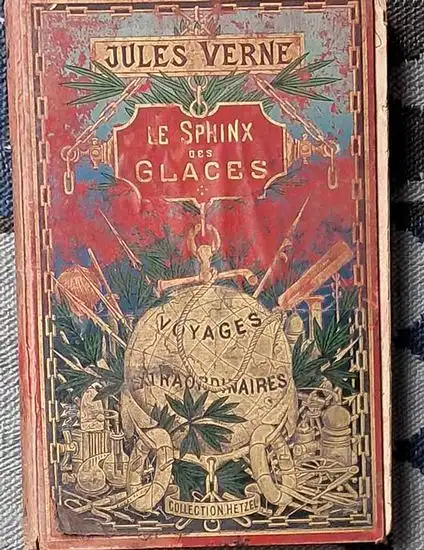 JULES VERNE
LE SPHINX
DES
GLACES
VOYAGES
EXTRAORDINAIRES
COLLECTION HETZEL